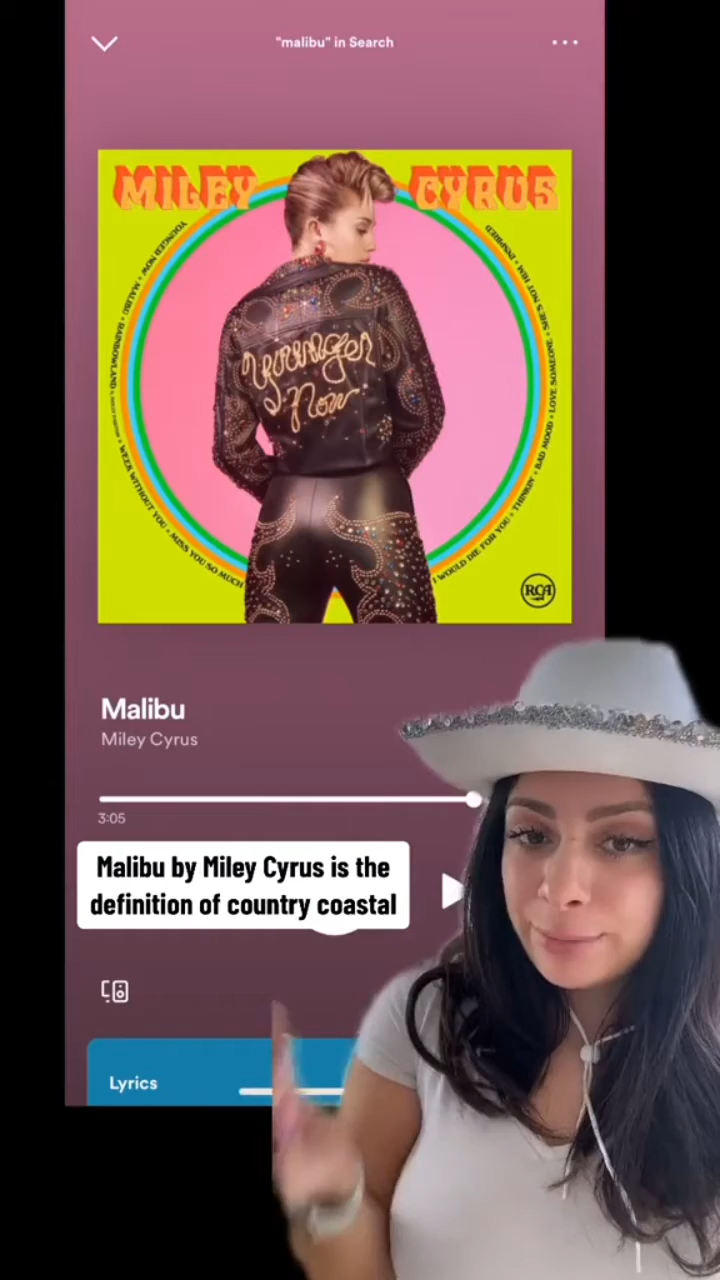 "malibu" in Search
MILEY CYRUS
YOUNGER NOW • MALIBU • RAINBOWLAND
WEEK WITHOUT YOU • MISS YOU SO MUCH
I WOULD DIE FOR YOU • THINKIN' • BAD MOOD • LOVE SOMEONE • SHE'S NOT HIM • INSPIRED
younger
now
RCA
Malibu
Miley Cyrus
3:05
Malibu by Miley Cyrus is the
definition of country coastal
Lyrics